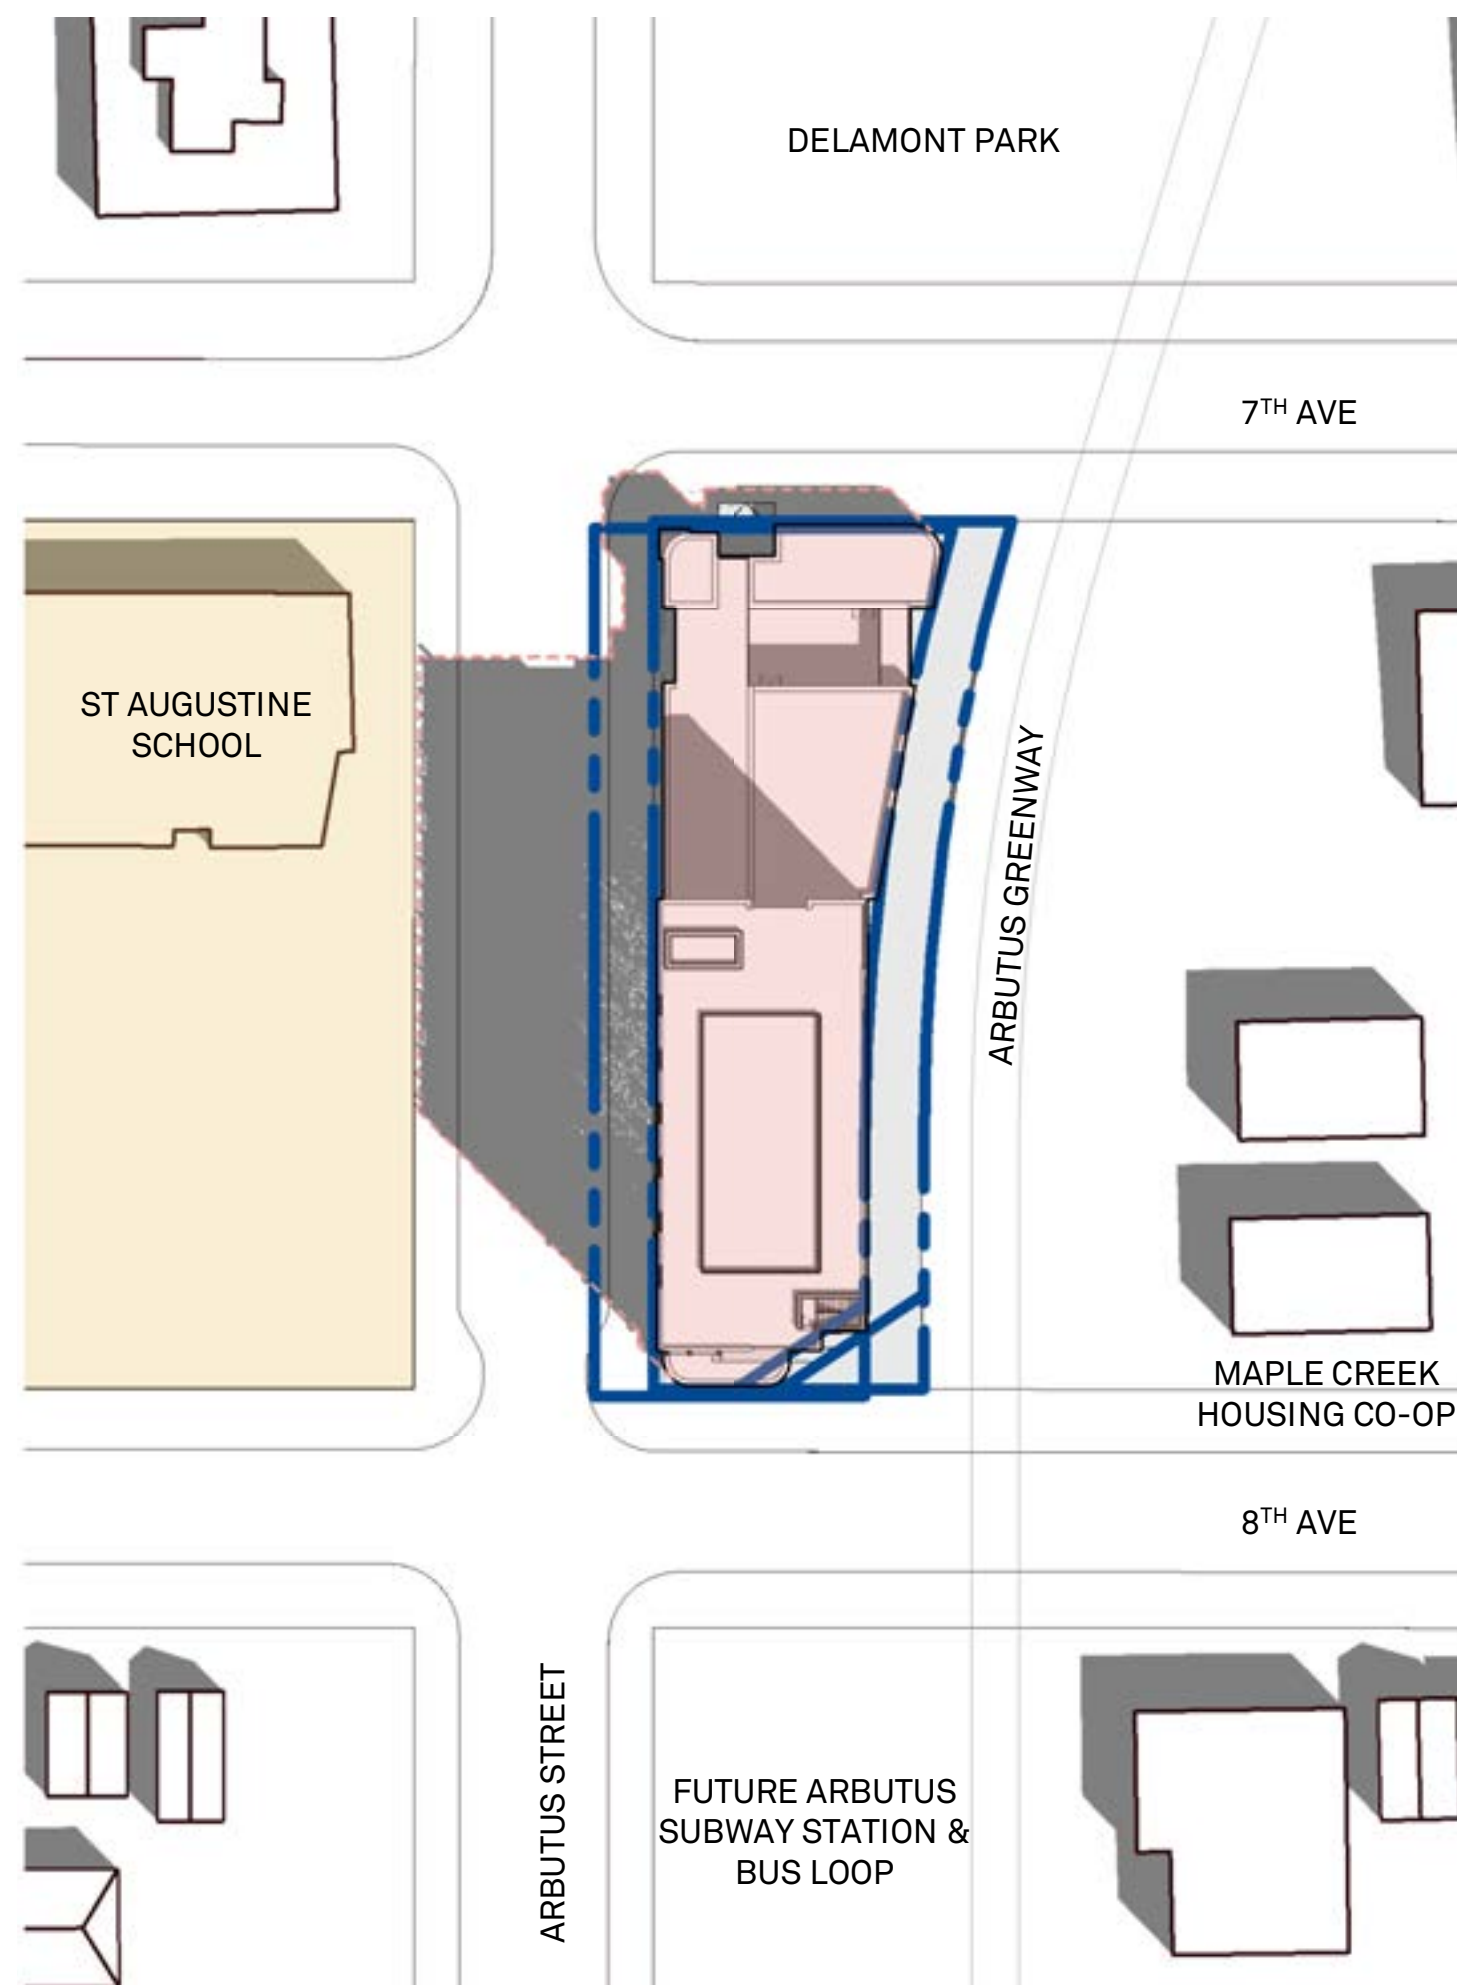 DELAMONT PARK
7TH AVE
ST AUGUSTINE
SCHOOL
ARBUTUS GREENWAY
MAPLE CREEK
HOUSING CO-OP
8TH AVE
ARBUTUS STREET
FUTURE ARBUTUS
SUBWAY STATION &
BUS LOOP